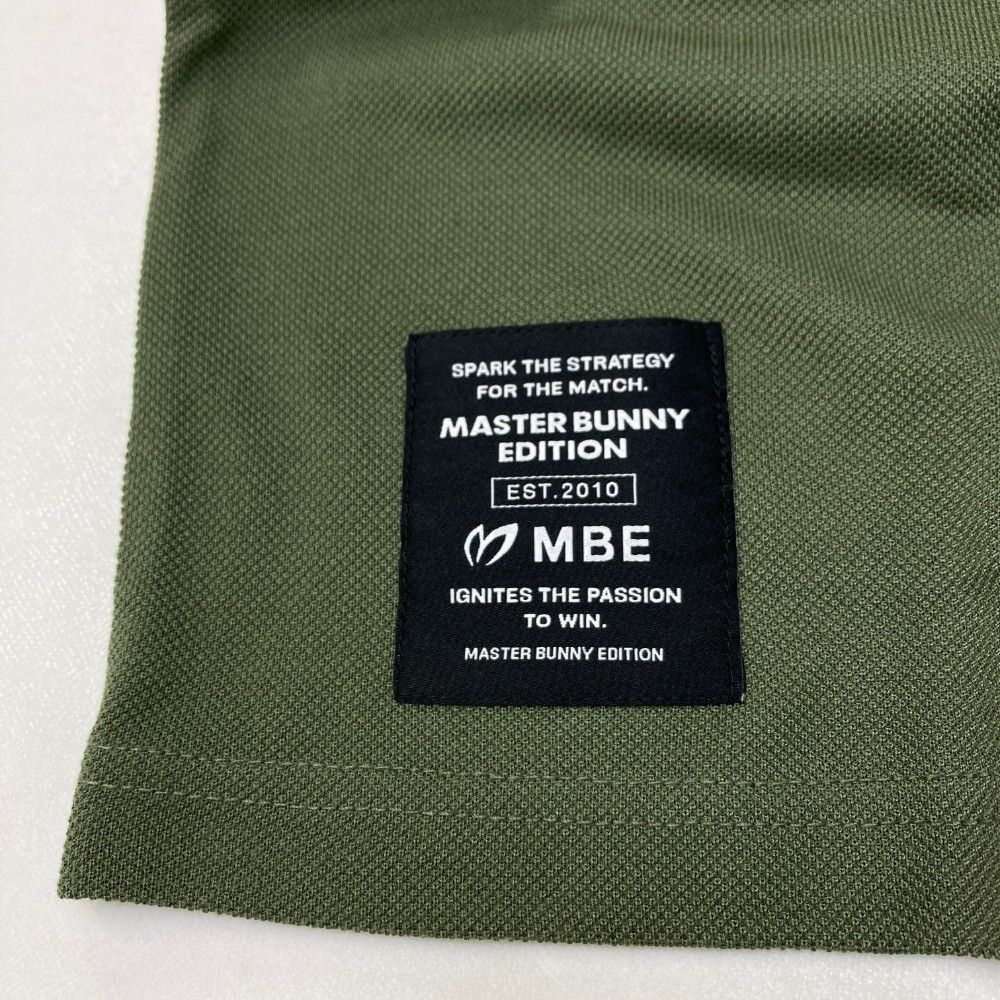 SPARK THE STRATEGY
FOR THE MATCH.
MASTER BUNNY
EDITION
EST.2010
MBE
IGNITES THE PASSION
TO WIN.
MASTER BUNNY EDITION